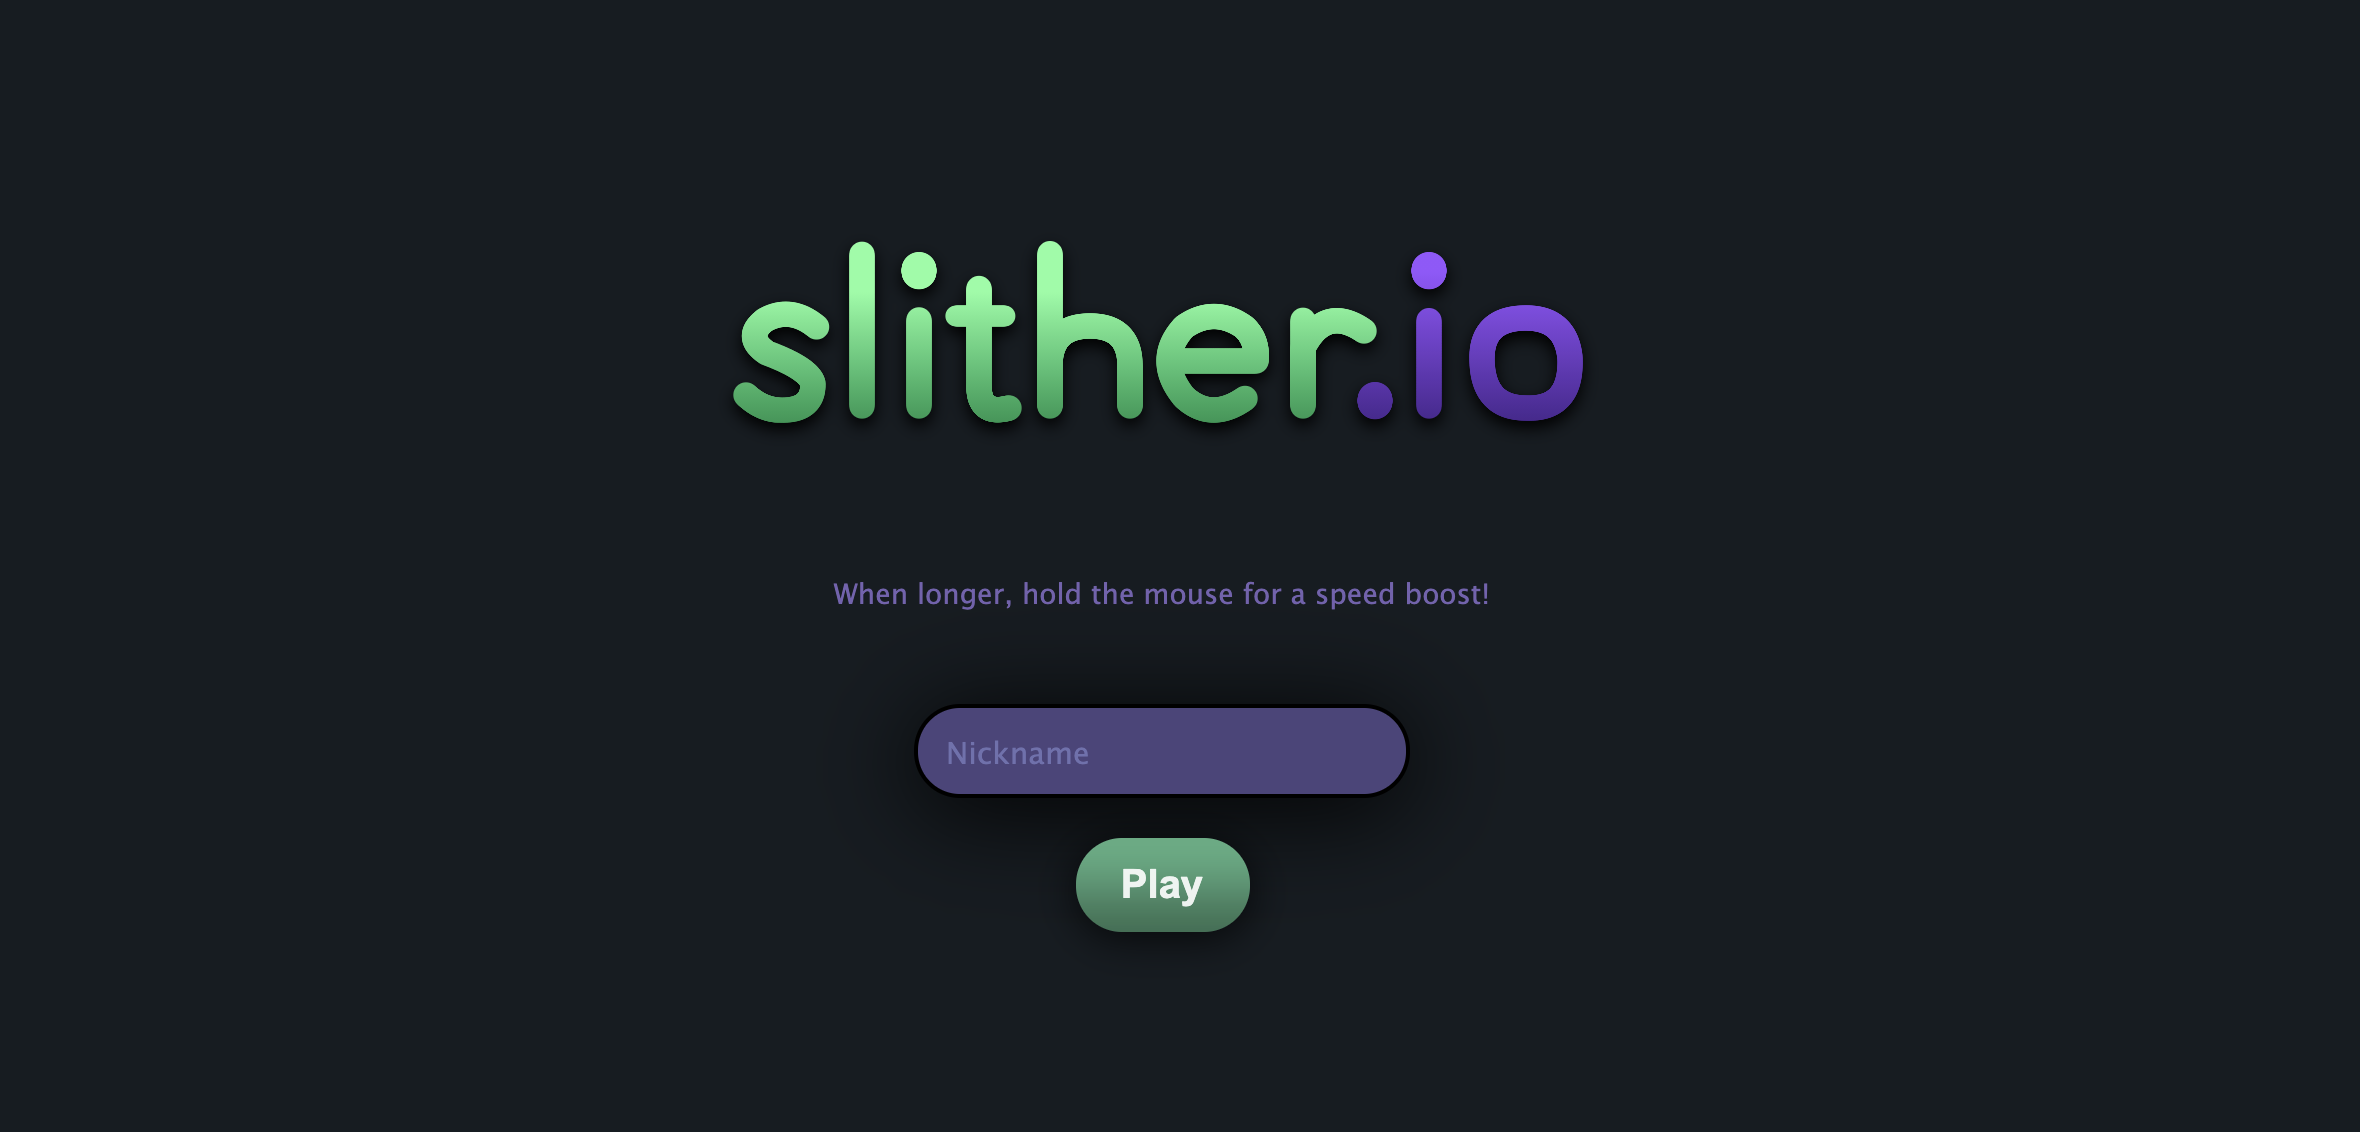 slither.io
When longer, hold the mouse for a speed boost!
Nickname
Play